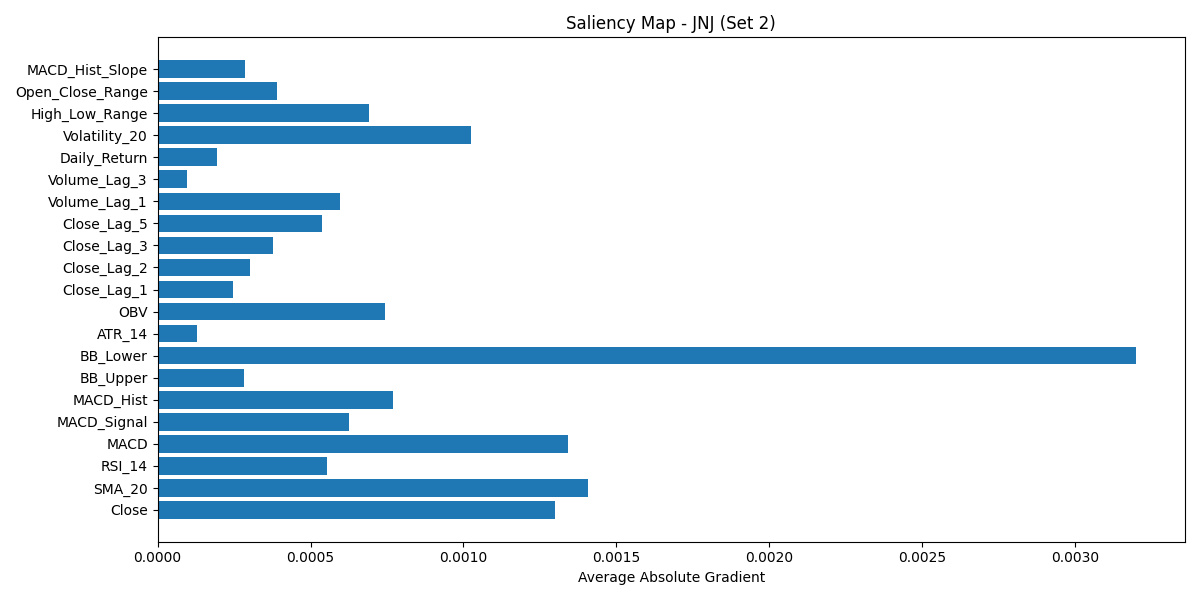 Saliency Map - JNJ (Set 2)
MACD_Hist_Slope
Open_Close_Range
High_Low_Range
Volatility_20
Daily_Return
Volume_Lag_3
Volume_Lag_1
Close_Lag_5
Close_Lag_3
Close_Lag_2
Close_Lag_1
OBV
ATR_14
BB_Lower
BB_Upper
MACD_Hist
MACD_Signal
MACD
RSI_14
SMA_20
Close
0.0000 0.0005 0.0010 0.0015 0.0020 0.0025 0.0030
Average Absolute Gradient